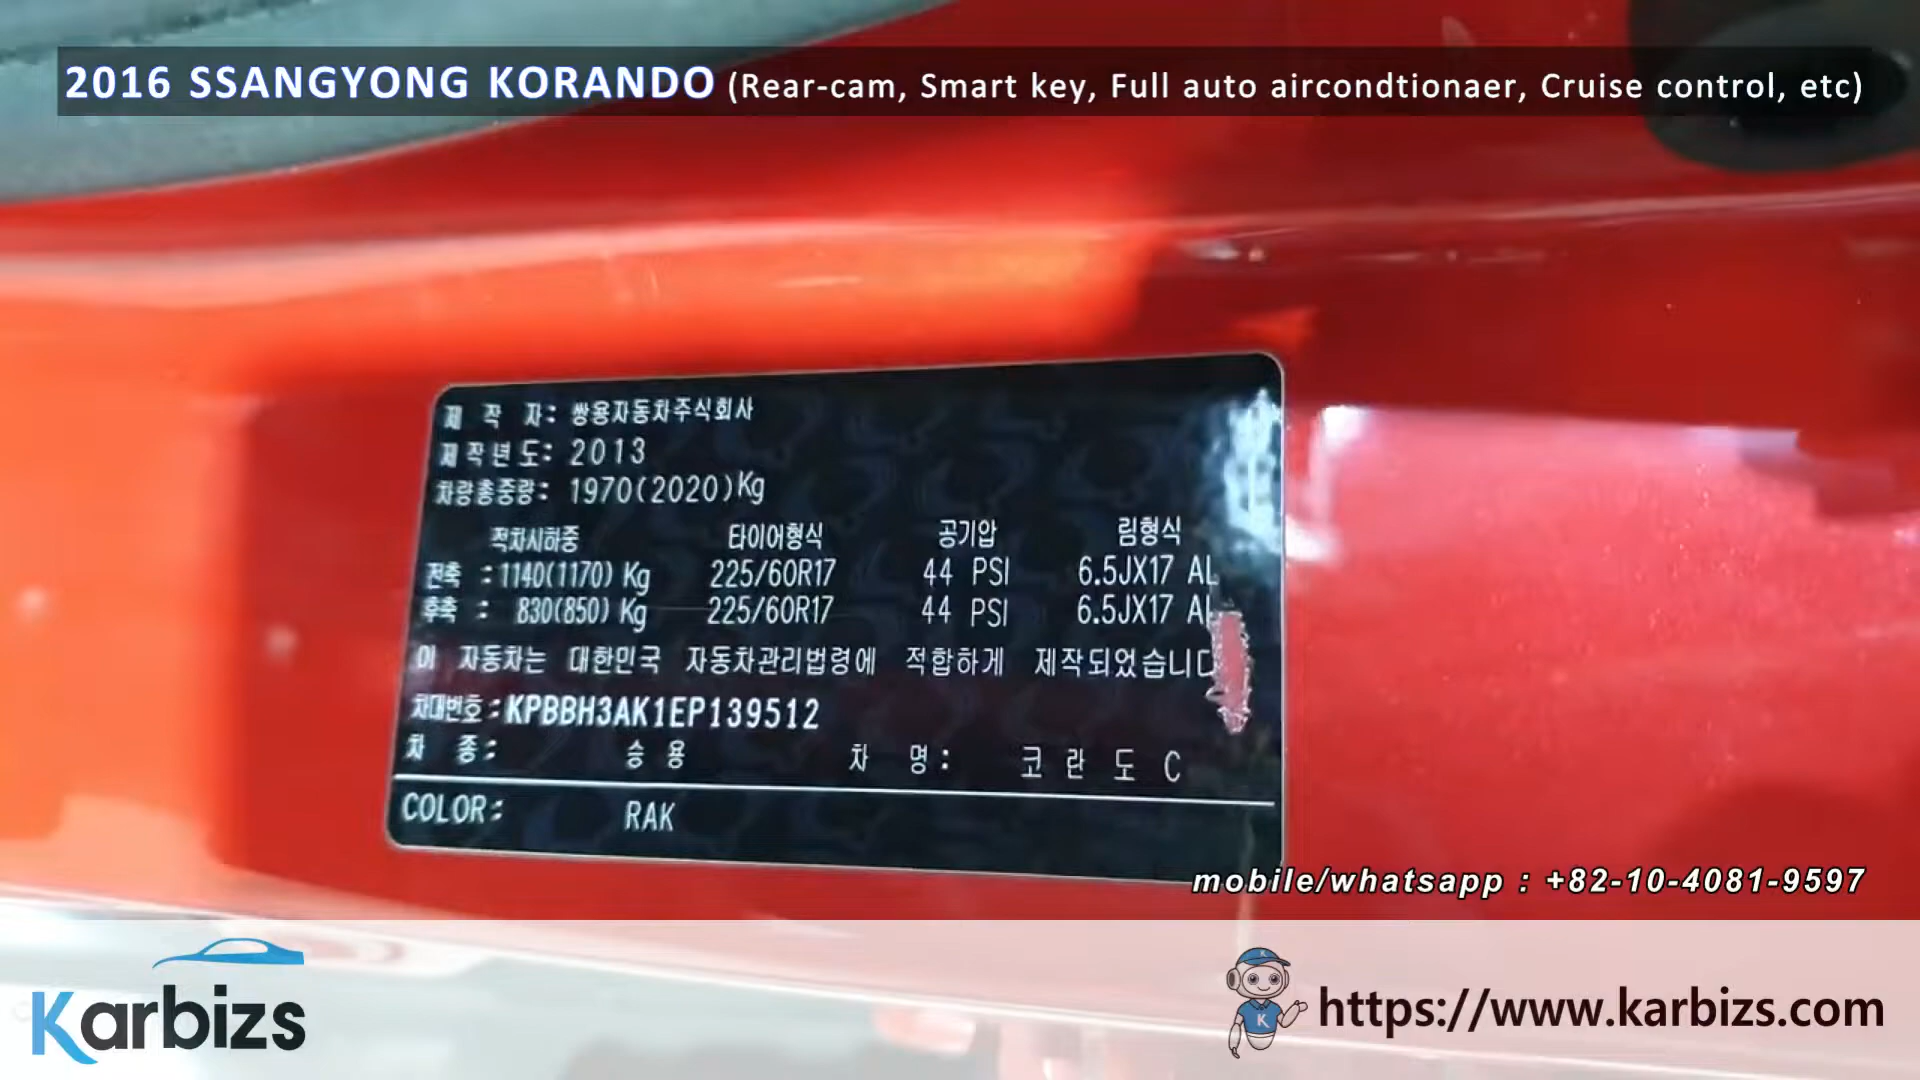 2016 SSANGYONG KORANDO (Rear-cam, Smart key, Full auto aircondtionaer, Cruise control, etc)
제 작 자: 쌍용자동차주식회사
제작년도: 2013
차량총중량: 1970(2020)Kg
적차시하중 타이어형식 공기압 림형식
전축 : 1140(1170) Kg 225/60R17 44 PSI 6.5JX17 AL
후축 : 830(850) Kg 225/60R17 44 PSI 6.5JX17 AL
이 자동차는 대한민국 자동차관리법령에 적합하게 제작되었습니다
차대번호: KPBBH3AK1EP139512
차 종: 승 용 차 명: 코 란 도 C
COLOR: RAK
mobile/whatsapp : +82-10-4081-9597
Karbizs
K
K
https://www.karbizs.com